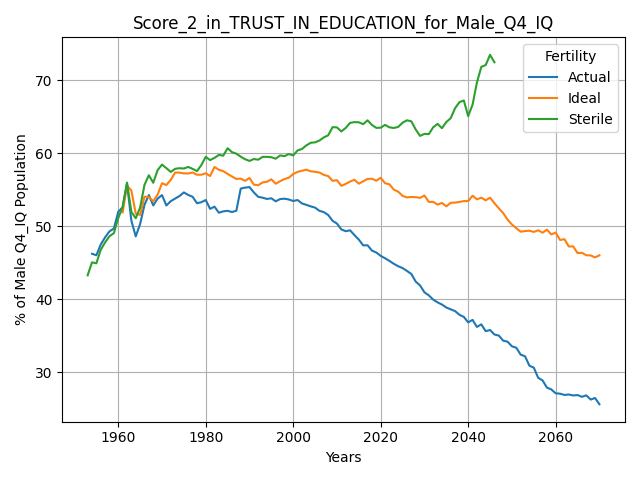 Score_2_in_TRUST_IN_EDUCATION_for_Male_Q4_IQ
Fertility
Actual
Ideal
Sterile
% of Male Q4_IQ Population
70
60
50
40
30
1960 1980 2000 2020 2040 2060
Years